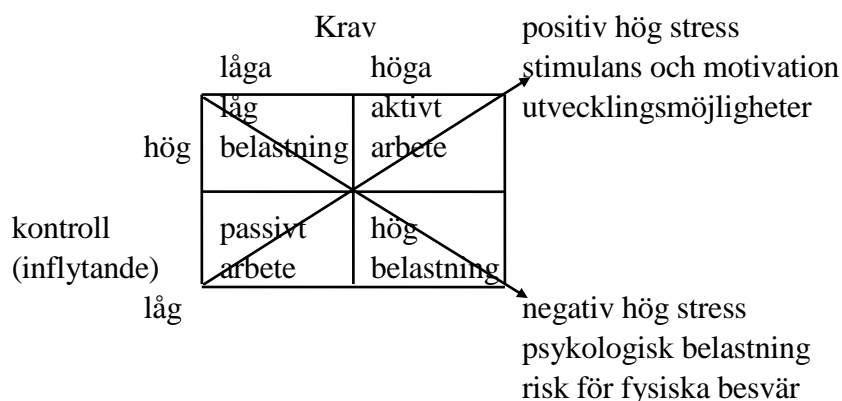 Krav positiv hög stress
låga höga stimulans och motivation
låg aktivt utvecklingsmöjligheter
hög belastning arbete
kontroll passivt hög
(inflytande) arbete belastning
låg negativ hög stress
psykologisk belastning
risk för fysiska besvär